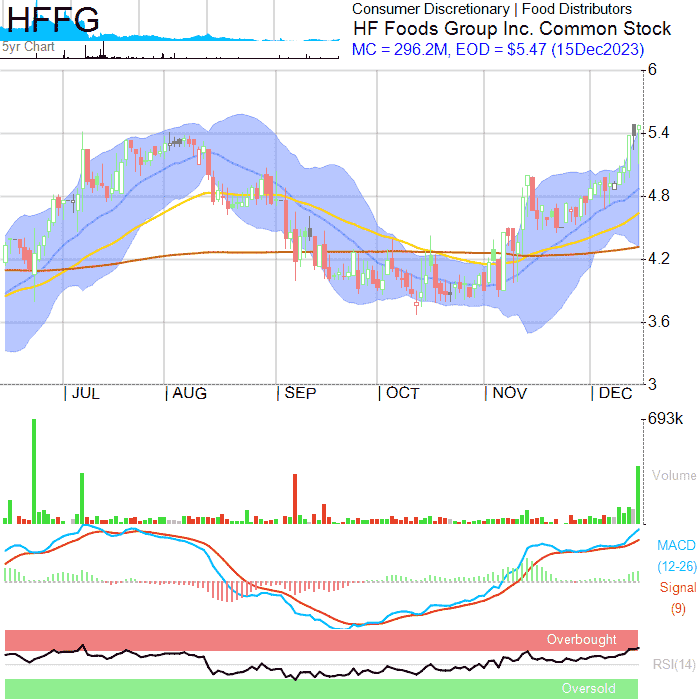 HFFG
5yr Chart
Consumer Discretionary | Food Distributors
HF Foods Group Inc. Common Stock
MC = 296.2M, EOD = $5.47 (15Dec2023)
6
5.4
4.8
4.2
3.6
3
| JUL | AUG | SEP | OCT | NOV | DEC
693k
Volume
MACD
(12-26)
Signal
(9)
Overbought
RSI(14)
Oversold